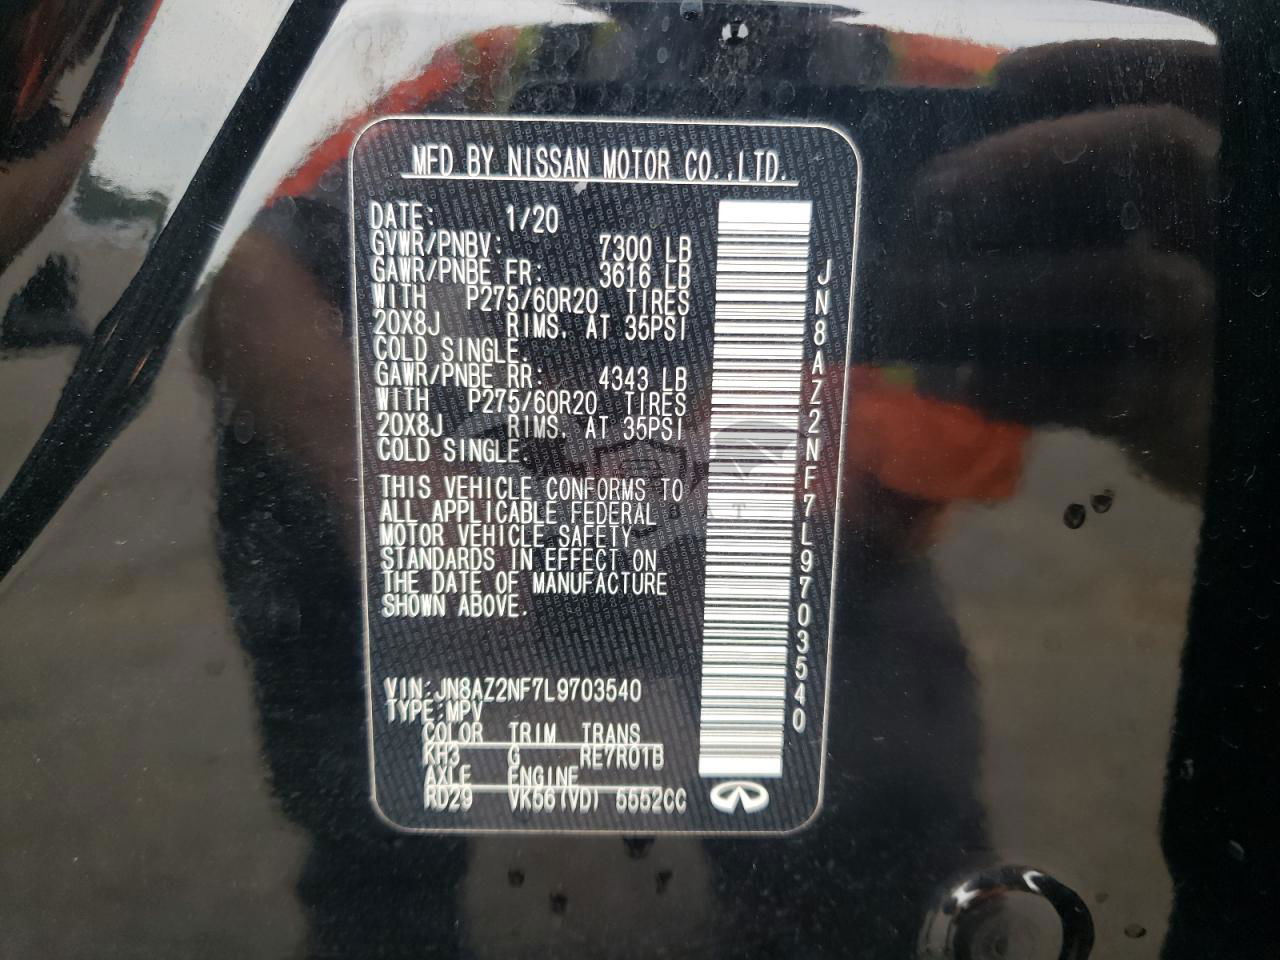 MFD BY NISSAN MOTOR CO.,LTD.
DATE: 1/20
GVWR/PNBV: 7300 LB
GAWR/PNBE FR: 3616 LB
WITH P275/60R20 TIRES
20X8J RIMS, AT 35PSI
COLD SINGLE.
GAWR/PNBE RR: 4343 LB
WITH P275/60R20 TIRES
20X8J RIMS, AT 35PSI
COLD SINGLE.
THIS VEHICLE CONFORMS TO
ALL APPLICABLE FEDERAL
MOTOR VEHICLE SAFETY
STANDARDS IN EFFECT ON
THE DATE OF MANUFACTURE
SHOWN ABOVE.
VIN:JN8AZ2NF7L9703540
TYPE:MPV
COLOR TRIM TRANS
KH3 G RE7R01B
AXLE ENGINE
RD29 VK56(VD) 5552CC
JN8AZ2NF7L9703540